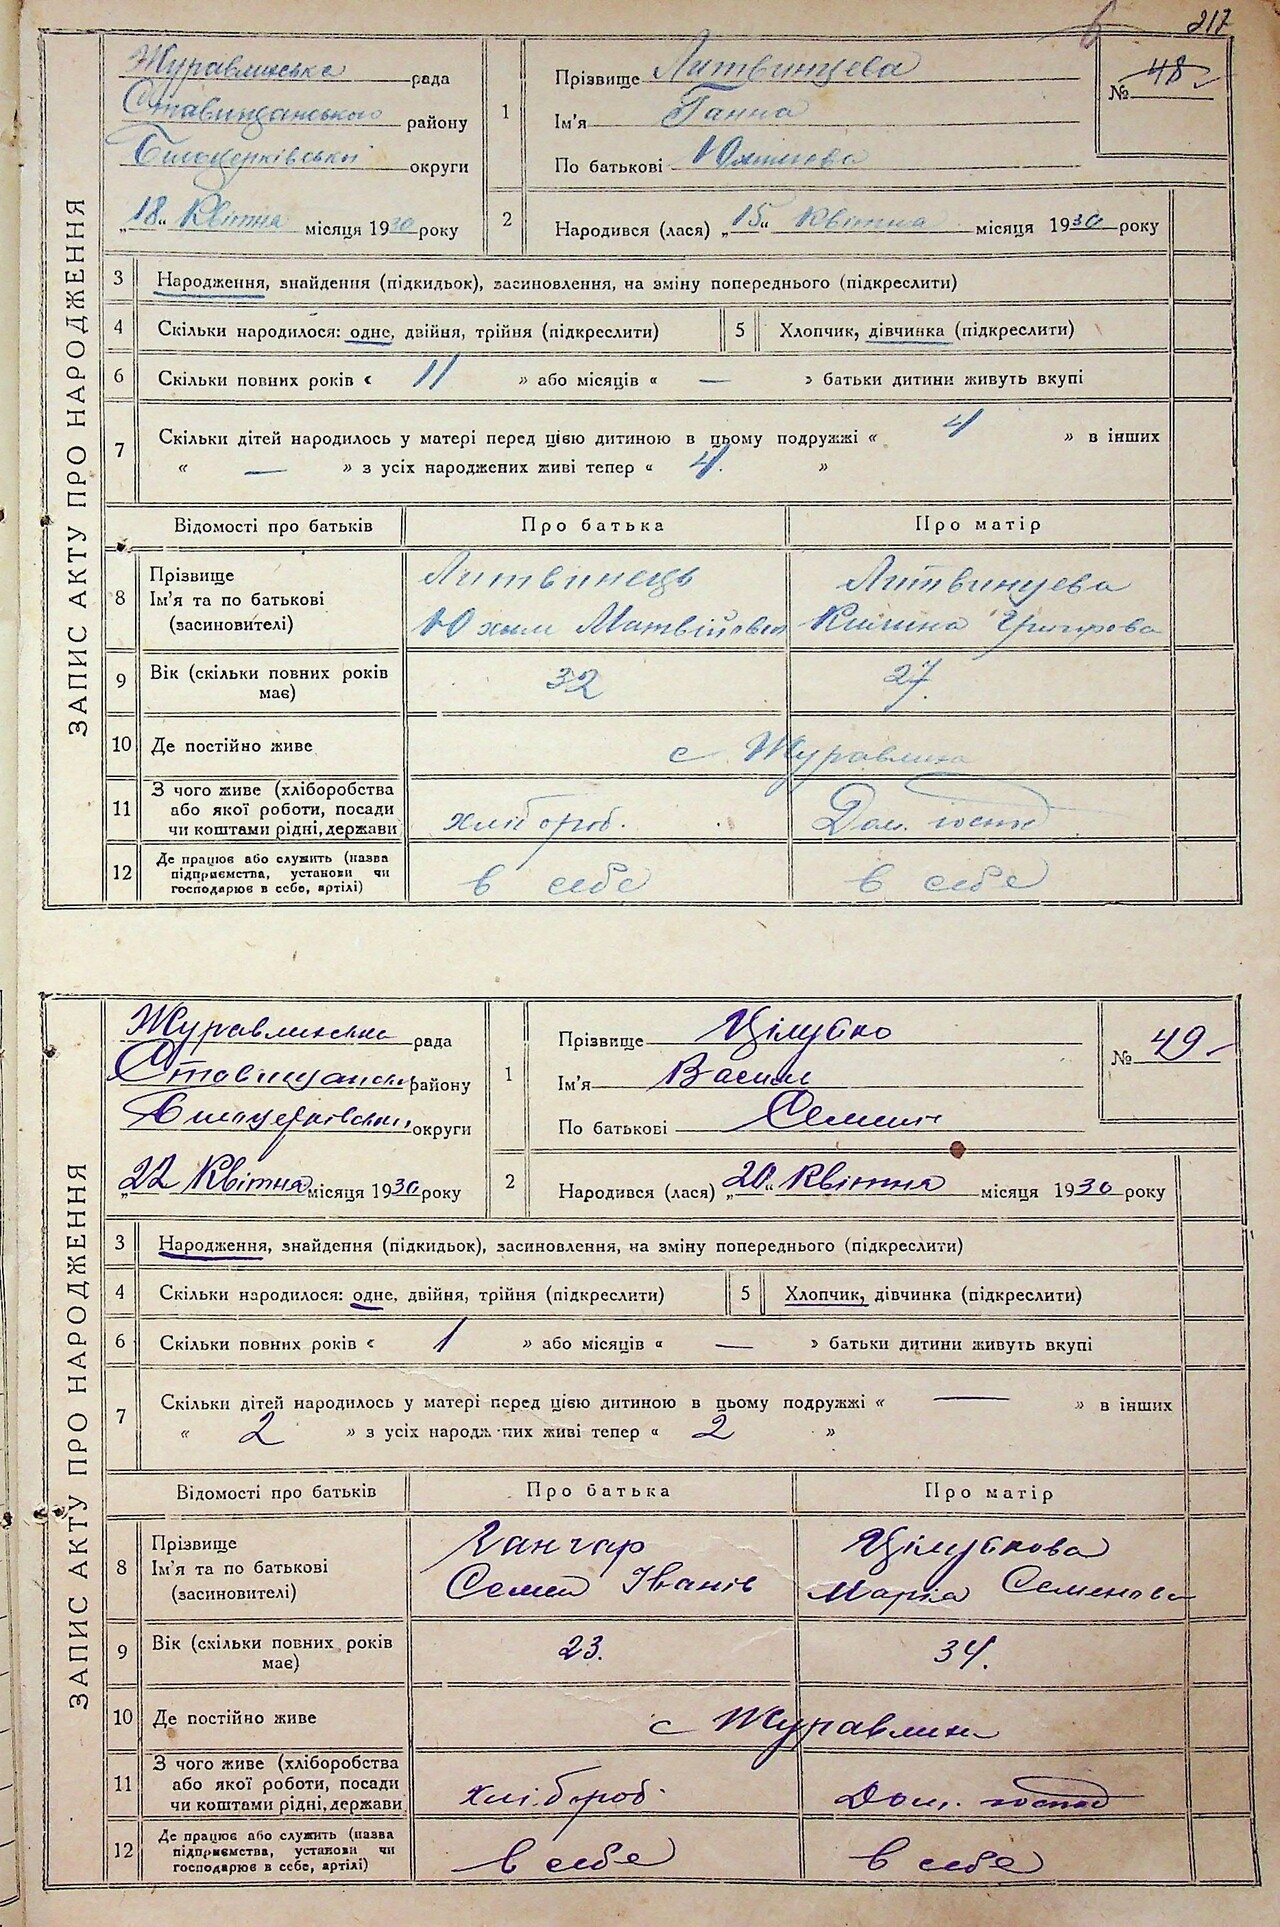 217
ЗАПИС АКТУ ПРО НАРОДЖЕННЯ
Журавлинська рада
Ставищанського району
Білоцерківської округи
„18“ Квітня місяця 1930 року
1
Прізвище Литвинцева
Ім'я Ганна
По батькові Юхимова
№ 48
2
Народився (лася) „15“ Квітня місяця 1930 року
3 Народження, знайдення (підкидьок), засиновлення, на зміну попереднього (підкреслити)
4 Скільки народилося: одне, двійня, трійня (підкреслити) 5 Хлопчик, дівчинка (підкреслити)
6 Скільки повних років « 11 » або місяців « — » батьки дитини живуть вкупі
7 Скільки дітей народилось у матері перед цією дитиною в цьому подружжі « 4 » в інших
« — » з усіх народжених живі тепер « 4. »
Відомості про батьків Про батька Про матір
8 Прізвище Литвинець Литвинцева
Ім'я та по батькові Юхим Матвійович Григорова
(засиновителі)
9 Вік (скільки повних років має) 32 27.
10 Де постійно живе с Журавлина
11 З чого живе (хліборобства
або якої роботи, посади
чи коштами рідні, держави хлібороб. Дом. госпд
12 Де працює або служить (назва
підприємства, установи чи
господарює в себе, артілі) в себе в себе
ЗАПИС АКТУ ПРО НАРОДЖЕННЯ
Журавлинська рада
Ставищанськ району
Білоцерківськ округи
„22 Квітня місяця 1930 року
1
Прізвище Цілуйко
Ім'я Василь
По батькові Семенів
№ 49
2
Народився (лася) „20“ Квітня місяця 1930 року
3 Народження, знайдення (підкидьок), засиновлення, на зміну попереднього (підкреслити)
4 Скільки народилося: одне, двійня, трійня (підкреслити) 5 Хлопчик, дівчинка (підкреслити)
6 Скільки повних років « 1 » або місяців « — » батьки дитини живуть вкупі
7 Скільки дітей народилось у матері перед цією дитиною в цьому подружжі « — » в інших
« 2 » з усіх народжених живі тепер « 2 »
Відомості про батьків Про батька Про матір
8 Прізвище Ганчар Цілуйкова
Ім'я та по батькові Семен Іванів Марія Семенова
(засиновителі)
9 Вік (скільки повних років має) 23. 34.
10 Де постійно живе с Журавлин
11 З чого живе (хліборобства
або якої роботи, посади
чи коштами рідні, держави хлібороб. Дом. господ
12 Де працює або служить (назва
підприємства, установи чи
господарює в себе, артілі) в себе в себе